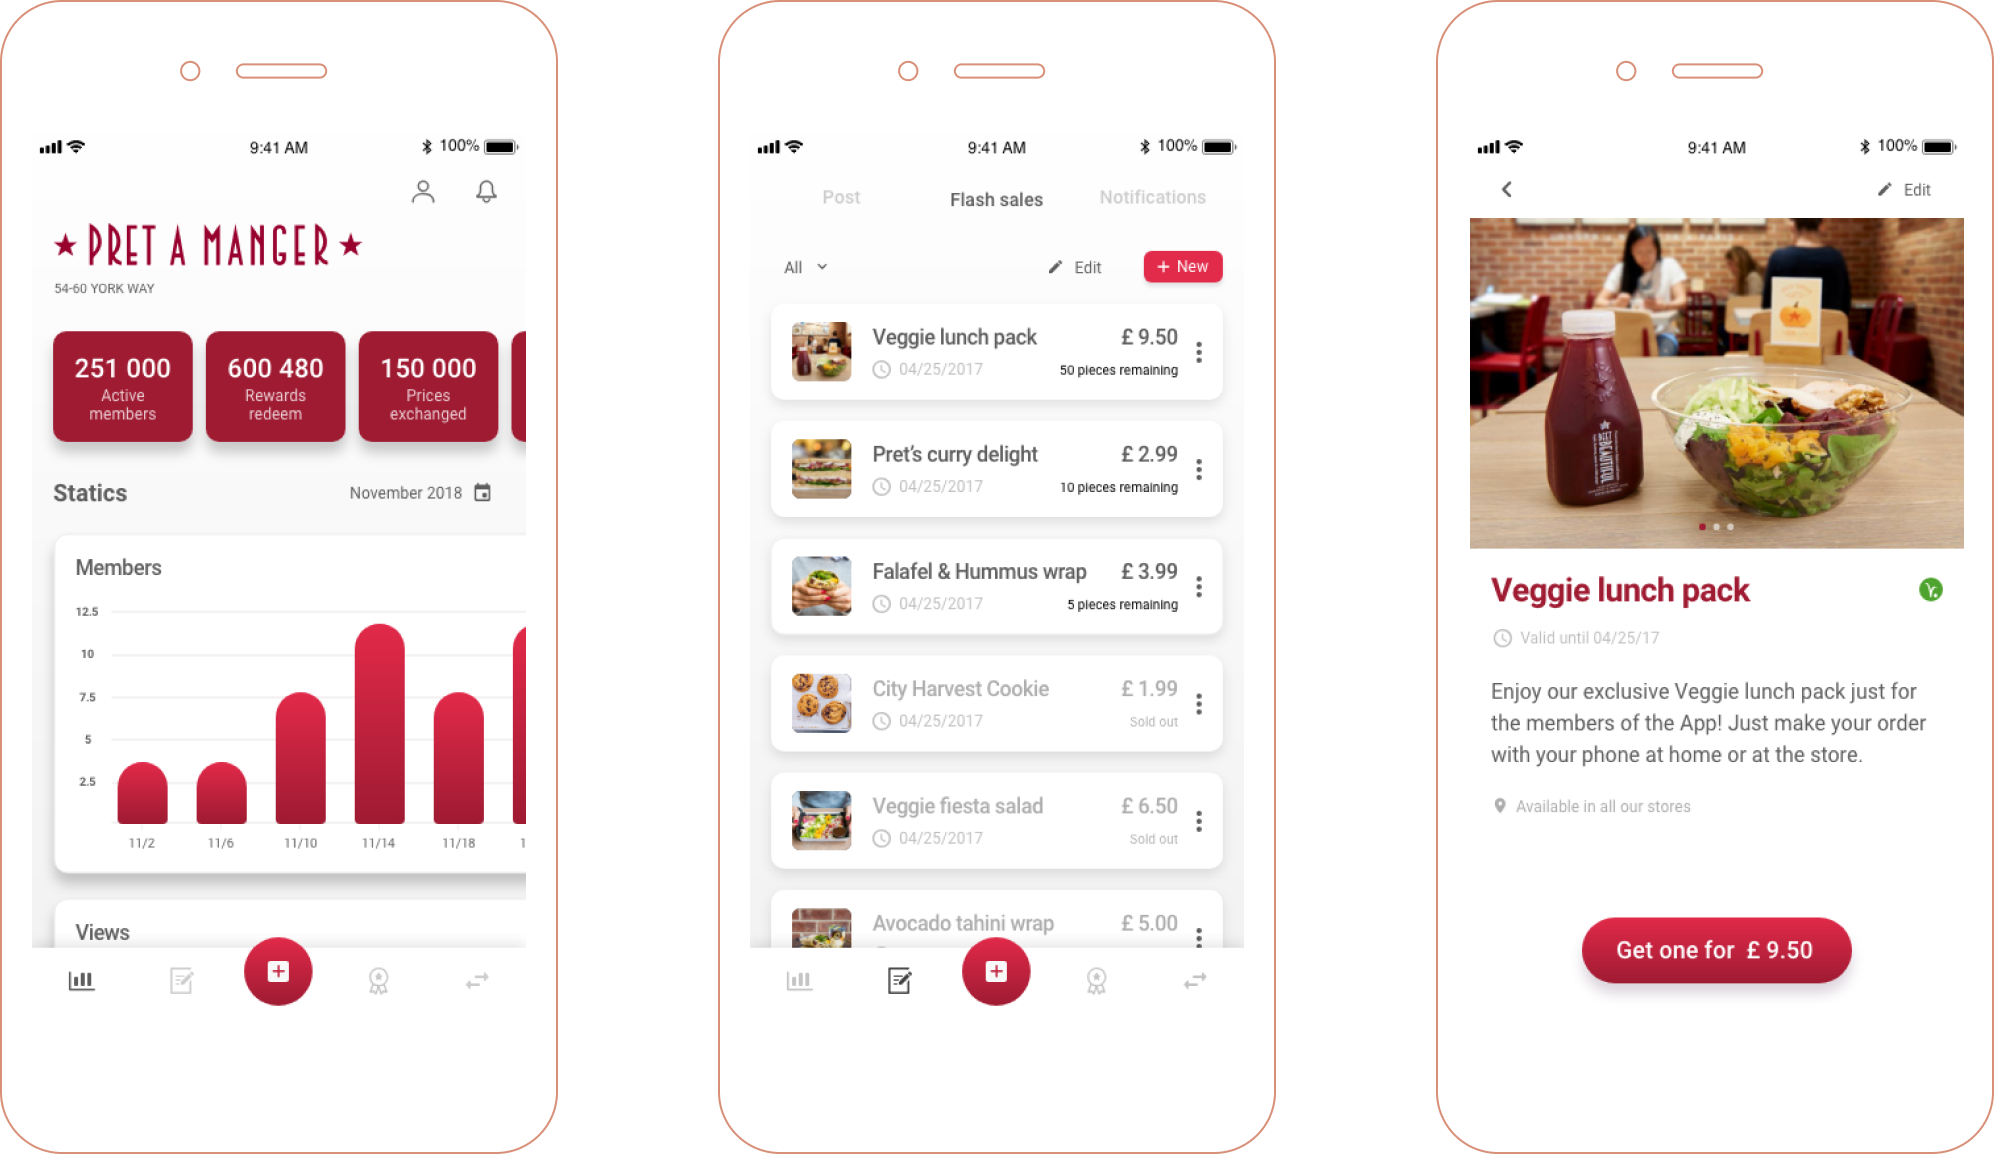 9:41 AM
100%
PRET A MANGER
54-60 YORK WAY
251 000
Active
members
600 480
Rewards
redeem
150 000
Prices
exchanged
Statics
November 2018
Members
12.5
10
7.5
5
2.5
11/2
11/6
11/10
11/14
11/18
1
Views
9:41 AM
100%
Post
Flash sales
Notifications
All
Edit
+ New
Veggie lunch pack
£ 9.50
04/25/2017
50 pieces remaining
Pret’s curry delight
£ 2.99
04/25/2017
10 pieces remaining
Falafel & Hummus wrap
£ 3.99
04/25/2017
5 pieces remaining
City Harvest Cookie
£ 1.99
04/25/2017
Sold out
Veggie fiesta salad
£ 6.50
04/25/2017
Sold out
Avocado tahini wrap
£ 5.00
9:41 AM
100%
Edit
PRET
BEAUTIFUL
Veggie lunch pack
Valid until 04/25/17
Enjoy our exclusive Veggie lunch pack just for
the members of the App! Just make your order
with your phone at home or at the store.
Available in all our stores
Get one for £ 9.50